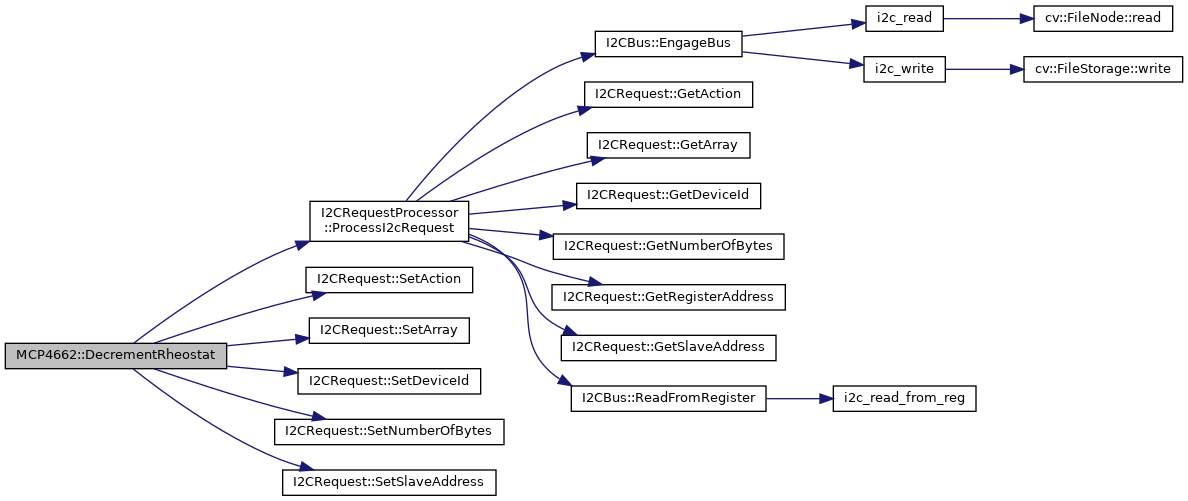 i2c_read
cv::FileNode::read
I2CBus::EngageBus
i2c_write
cv::FileStorage::write
I2CRequest::GetAction
I2CRequest::GetArray
I2CRequest::GetDeviceId
I2CRequestProcessor
::ProcessI2cRequest
I2CRequest::GetNumberOfBytes
I2CRequest::SetAction
I2CRequest::GetRegisterAddress
I2CRequest::SetArray
I2CRequest::GetSlaveAddress
MCP4662::DecrementRheostat
I2CRequest::SetDeviceId
I2CBus::ReadFromRegister
i2c_read_from_reg
I2CRequest::SetNumberOfBytes
I2CRequest::SetSlaveAddress